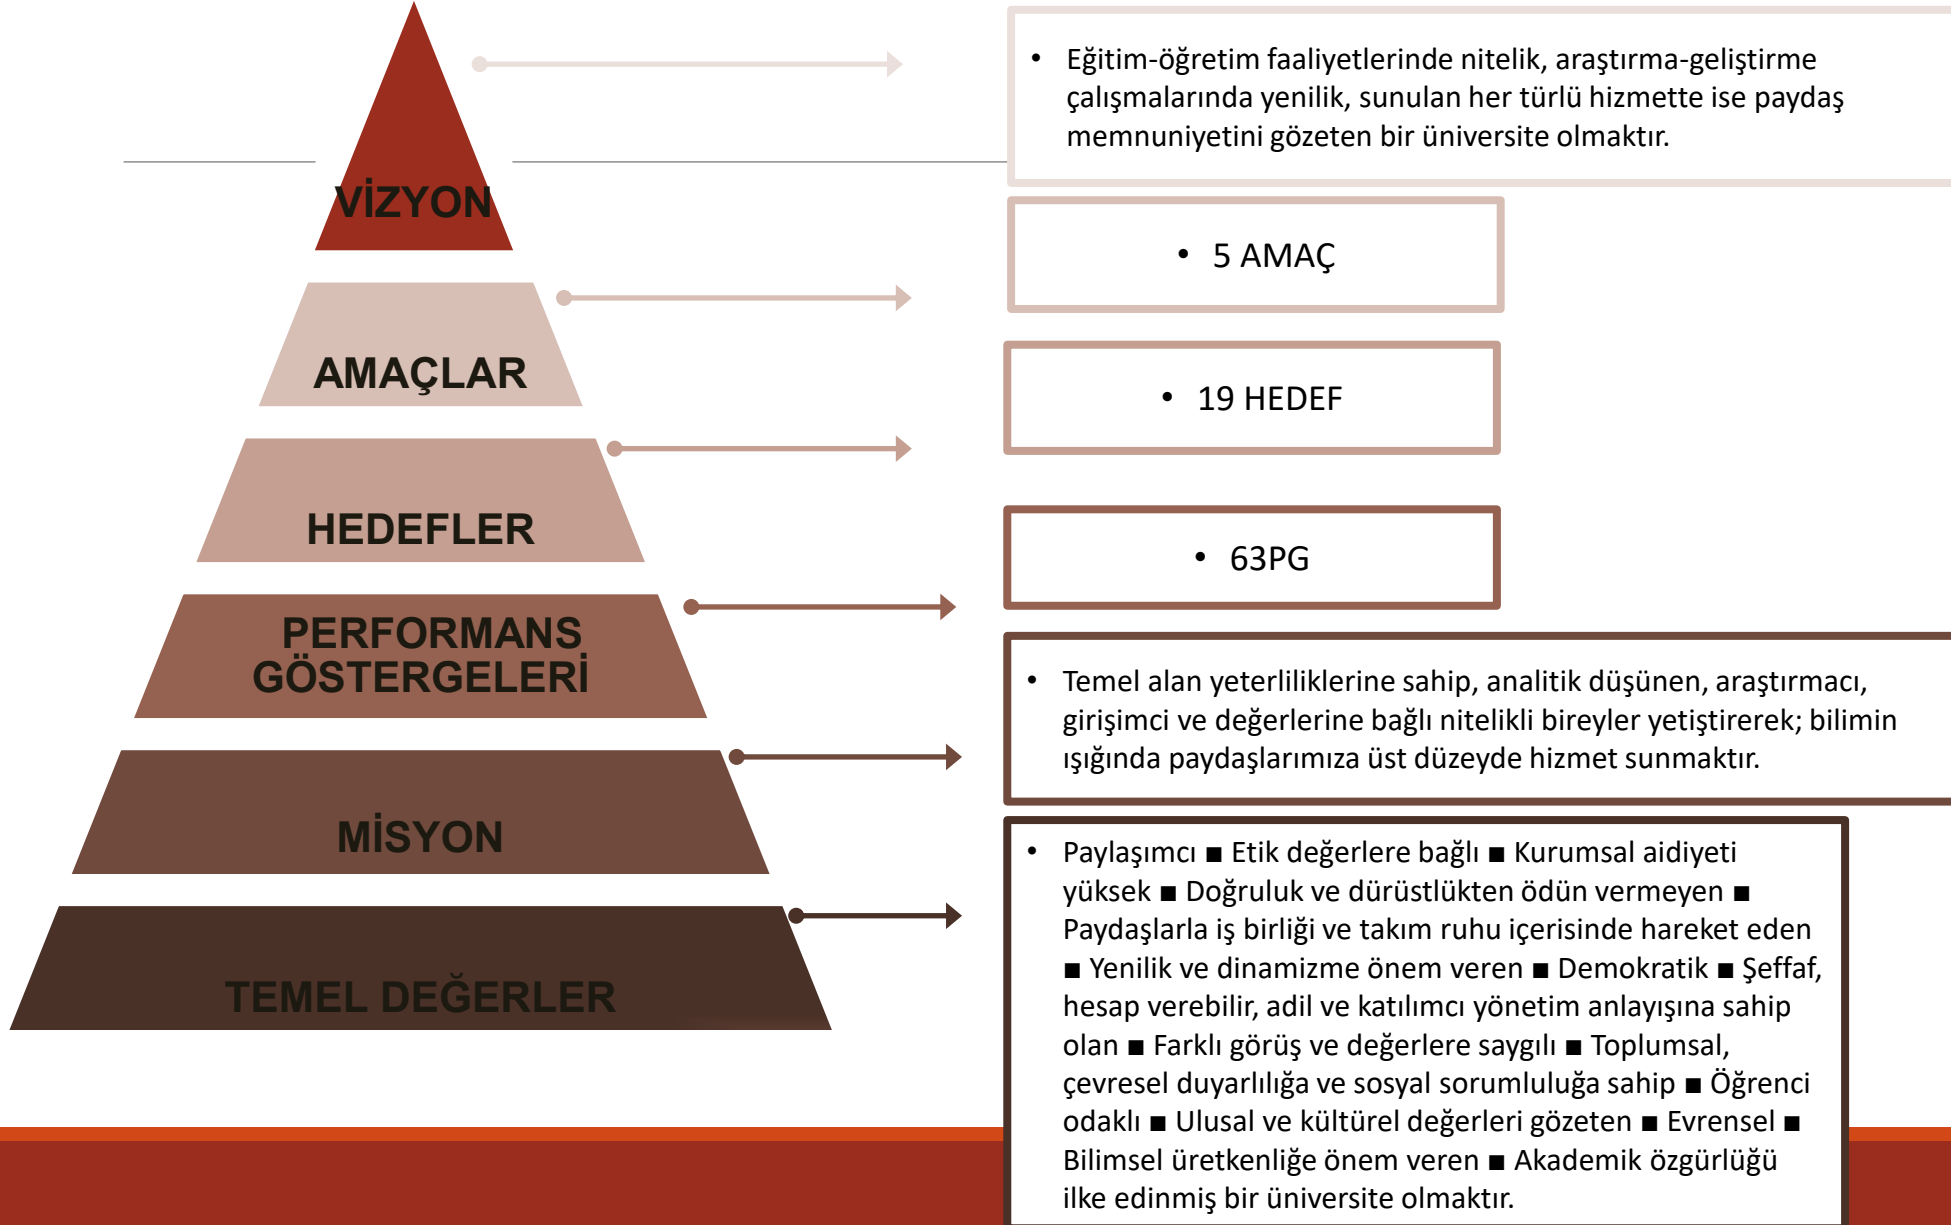 VİZYON
• Eğitim-öğretim faaliyetlerinde nitelik, araştırma-geliştirme
çalışmalarında yenilik, sunulan her türlü hizmette ise paydaş
memnuniyetini gözeten bir üniversite olmaktır.
AMAÇLAR
• 5 AMAÇ
HEDEFLER
• 19 HEDEF
PERFORMANS
GÖSTERGELERİ
• 63PG
MİSYON
• Temel alan yeterliliklerine sahip, analitik düşünen, araştırmacı,
girişimci ve değerlerine bağlı nitelikli bireyler yetiştirerek; bilimin
ışığında paydaşlarımıza üst düzeyde hizmet sunmaktır.
TEMEL DEĞERLER
• Paylaşımcı ■ Etik değerlere bağlı ■ Kurumsal aidiyeti
yüksek ■ Doğruluk ve dürüstlükten ödün vermeyen ■
Paydaşlarla iş birliği ve takım ruhu içerisinde hareket eden
■ Yenilik ve dinamizme önem veren ■ Demokratik ■ Şeffaf,
hesap verebilir, adil ve katılımcı yönetim anlayışına sahip
olan ■ Farklı görüş ve değerlere saygılı ■ Toplumsal,
çevresel duyarlılığa ve sosyal sorumluluğa sahip ■ Öğrenci
odaklı ■ Ulusal ve kültürel değerleri gözeten ■ Evrensel ■
Bilimsel üretkenliğe önem veren ■ Akademik özgürlüğü
ilke edinmiş bir üniversite olmaktır.